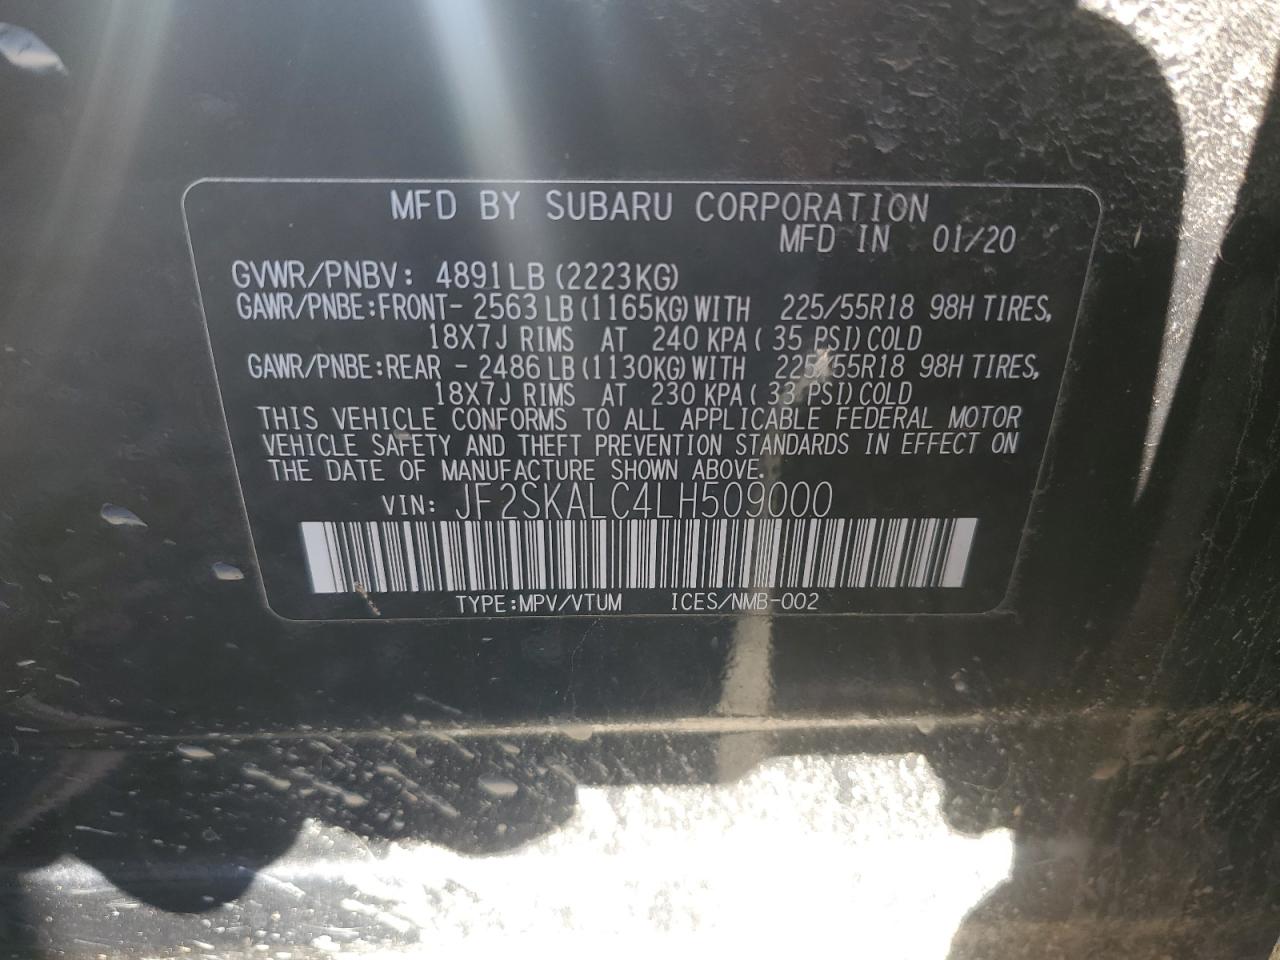 MFD BY SUBARU CORPORATION
MFD IN 01/20
GVWR/PNBV: 4891LB (2223KG)
GAWR/PNBE:FRONT- 2563 LB (1165KG) WITH 225/55R18 98H TIRES,
18X7J RIMS AT 240 KPA ( 35 PSI) COLD
GAWR/PNBE:REAR - 2486 LB (1130KG) WITH 225/55R18 98H TIRES,
18X7J RIMS AT 230 KPA ( 33 PSI) COLD
THIS VEHICLE CONFORMS TO ALL APPLICABLE FEDERAL MOTOR
VEHICLE SAFETY AND THEFT PREVENTION STANDARDS IN EFFECT ON
THE DATE OF MANUFACTURE SHOWN ABOVE.
VIN: JF2SKALC4LH509000
TYPE:MPV/VTUM ICES/NMB-002